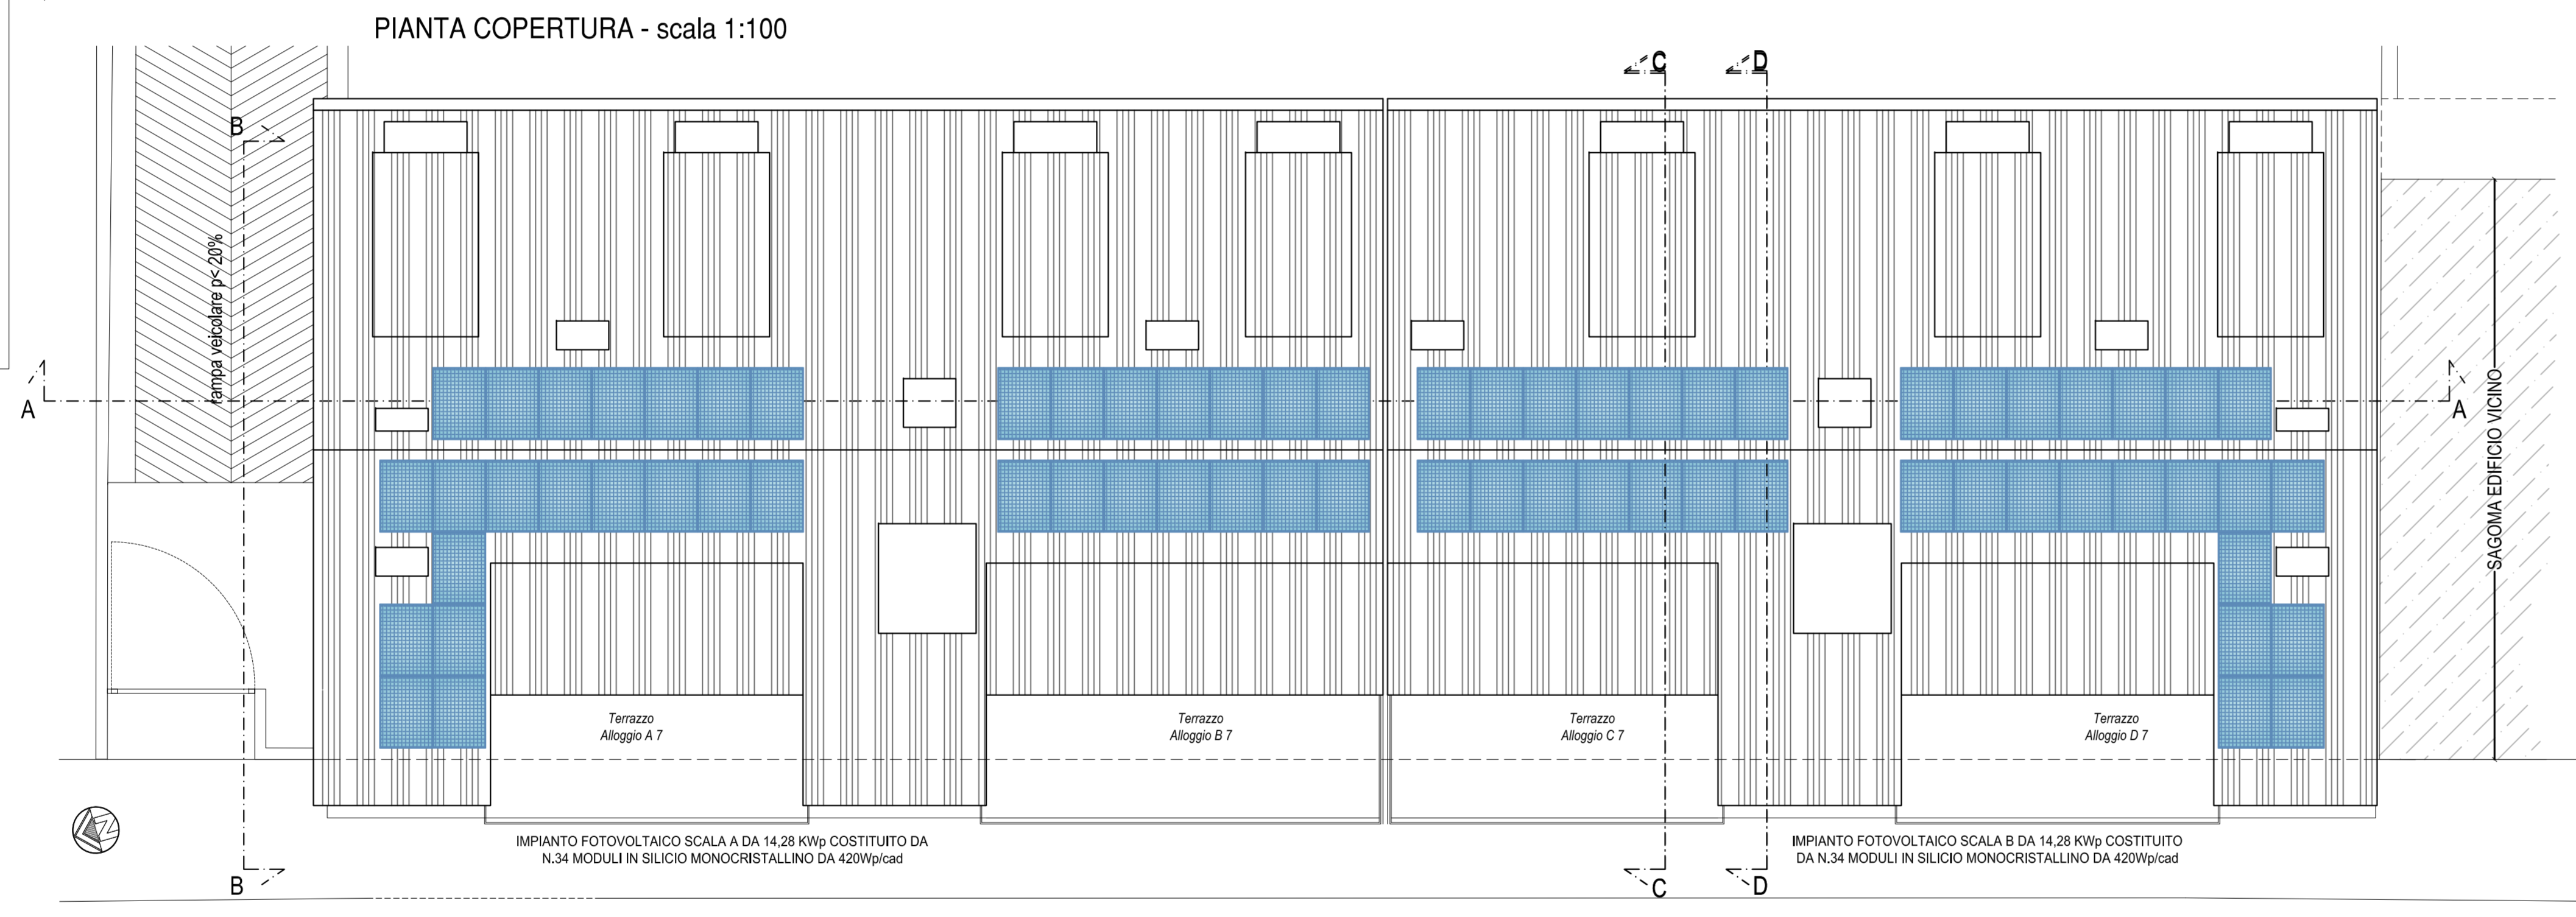 PIANTA COPERTURA - scala 1:100
C
D
B
rampa veicolare p< 20%
A
A
SAGOMA EDIFICIO VICINO
Terrazzo
Alloggio A 7
Terrazzo
Alloggio B 7
Terrazzo
Alloggio C 7
Terrazzo
Alloggio D 7
N
IMPIANTO FOTOVOLTAICO SCALA A DA 14,28 KWp COSTITUITO DA
N.34 MODULI IN SILICIO MONOCRISTALLINO DA 420Wp/cad
IMPIANTO FOTOVOLTAICO SCALA B DA 14,28 KWp COSTITUITO
DA N.34 MODULI IN SILICIO MONOCRISTALLINO DA 420Wp/cad
B
C
D